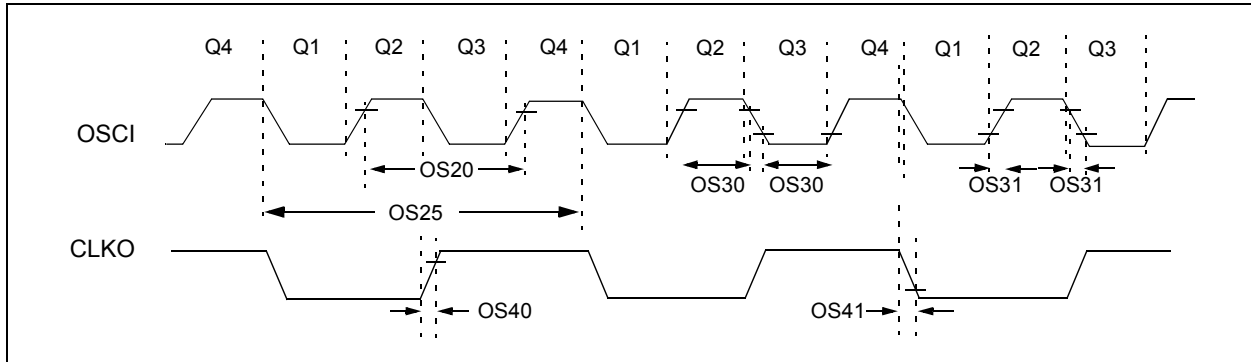 Q4 Q1 Q2 Q3 Q4 Q1 Q2 Q3 Q4 Q1 Q2 Q3
OSCI
OS20
OS30 OS30
OS31 OS31
OS25
CLKO
OS40
OS41